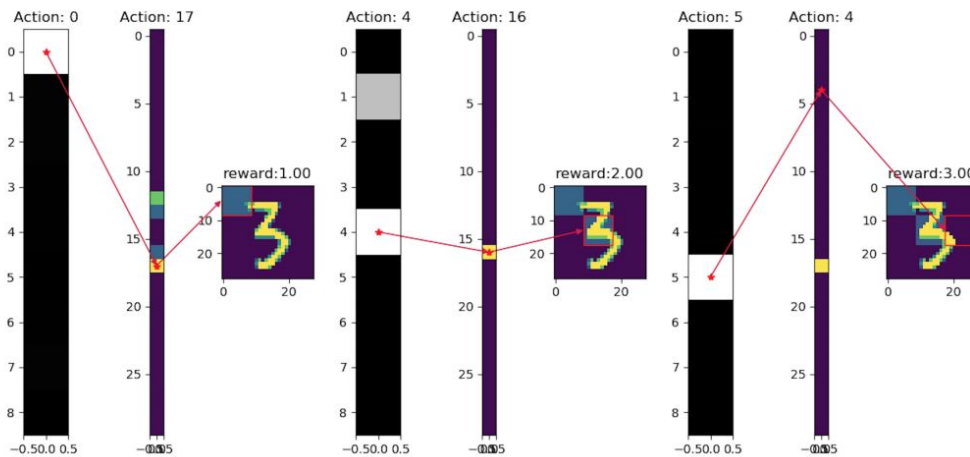 Action: 0 Action: 17 Action: 4 Action: 16 Action: 5 Action: 4
0 0 0 0 0 0
1 1 1
5 5 5
2 2 2
10 10 10
3 3 3
reward:1.00 reward:2.00 reward:3.00
0 0 0
4 15 10 4 15 10 4 15 10
20 20 20
5 5 5
0 20 0 20 0 20
20 20 20
6 6 6
7 25 7 25 7 25
8 8 8
−0.50.0 0.5 −0.50.0 0.5 −0.50.0 0.5